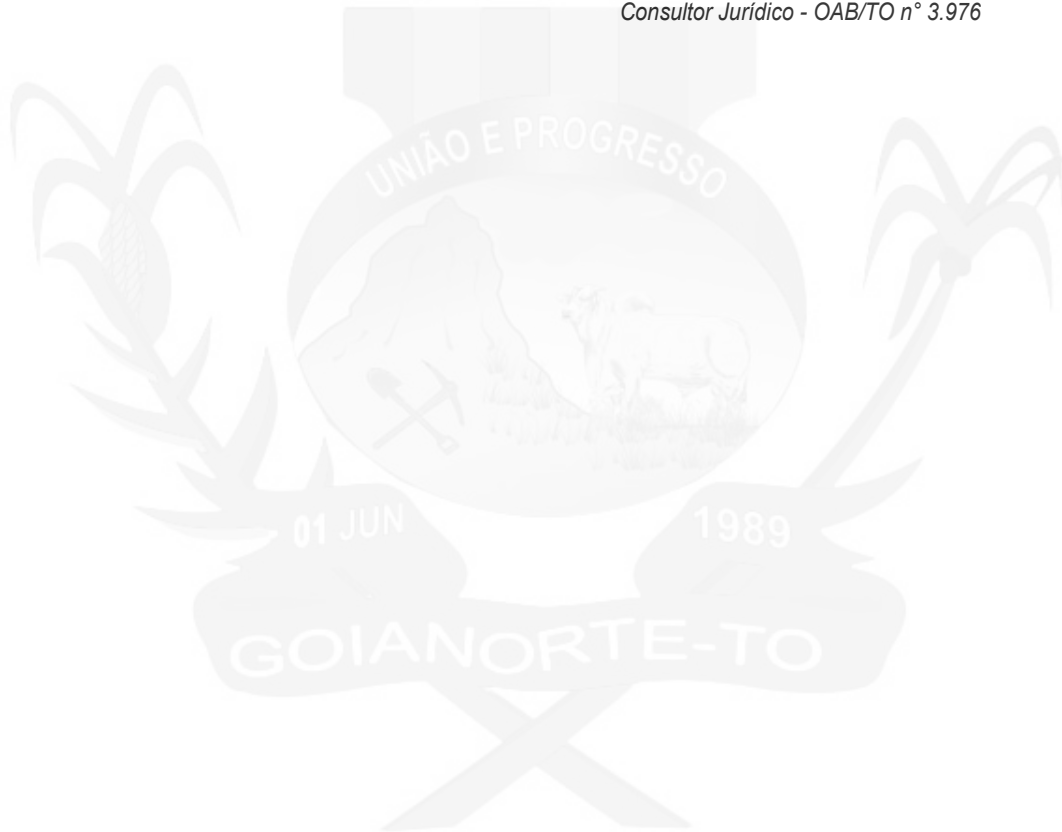 Consultor Jurídico - OAB/TO n° 3.976
UNIÃO E PROGRESSO
01 JUN 1989
GOIANORTE-TO